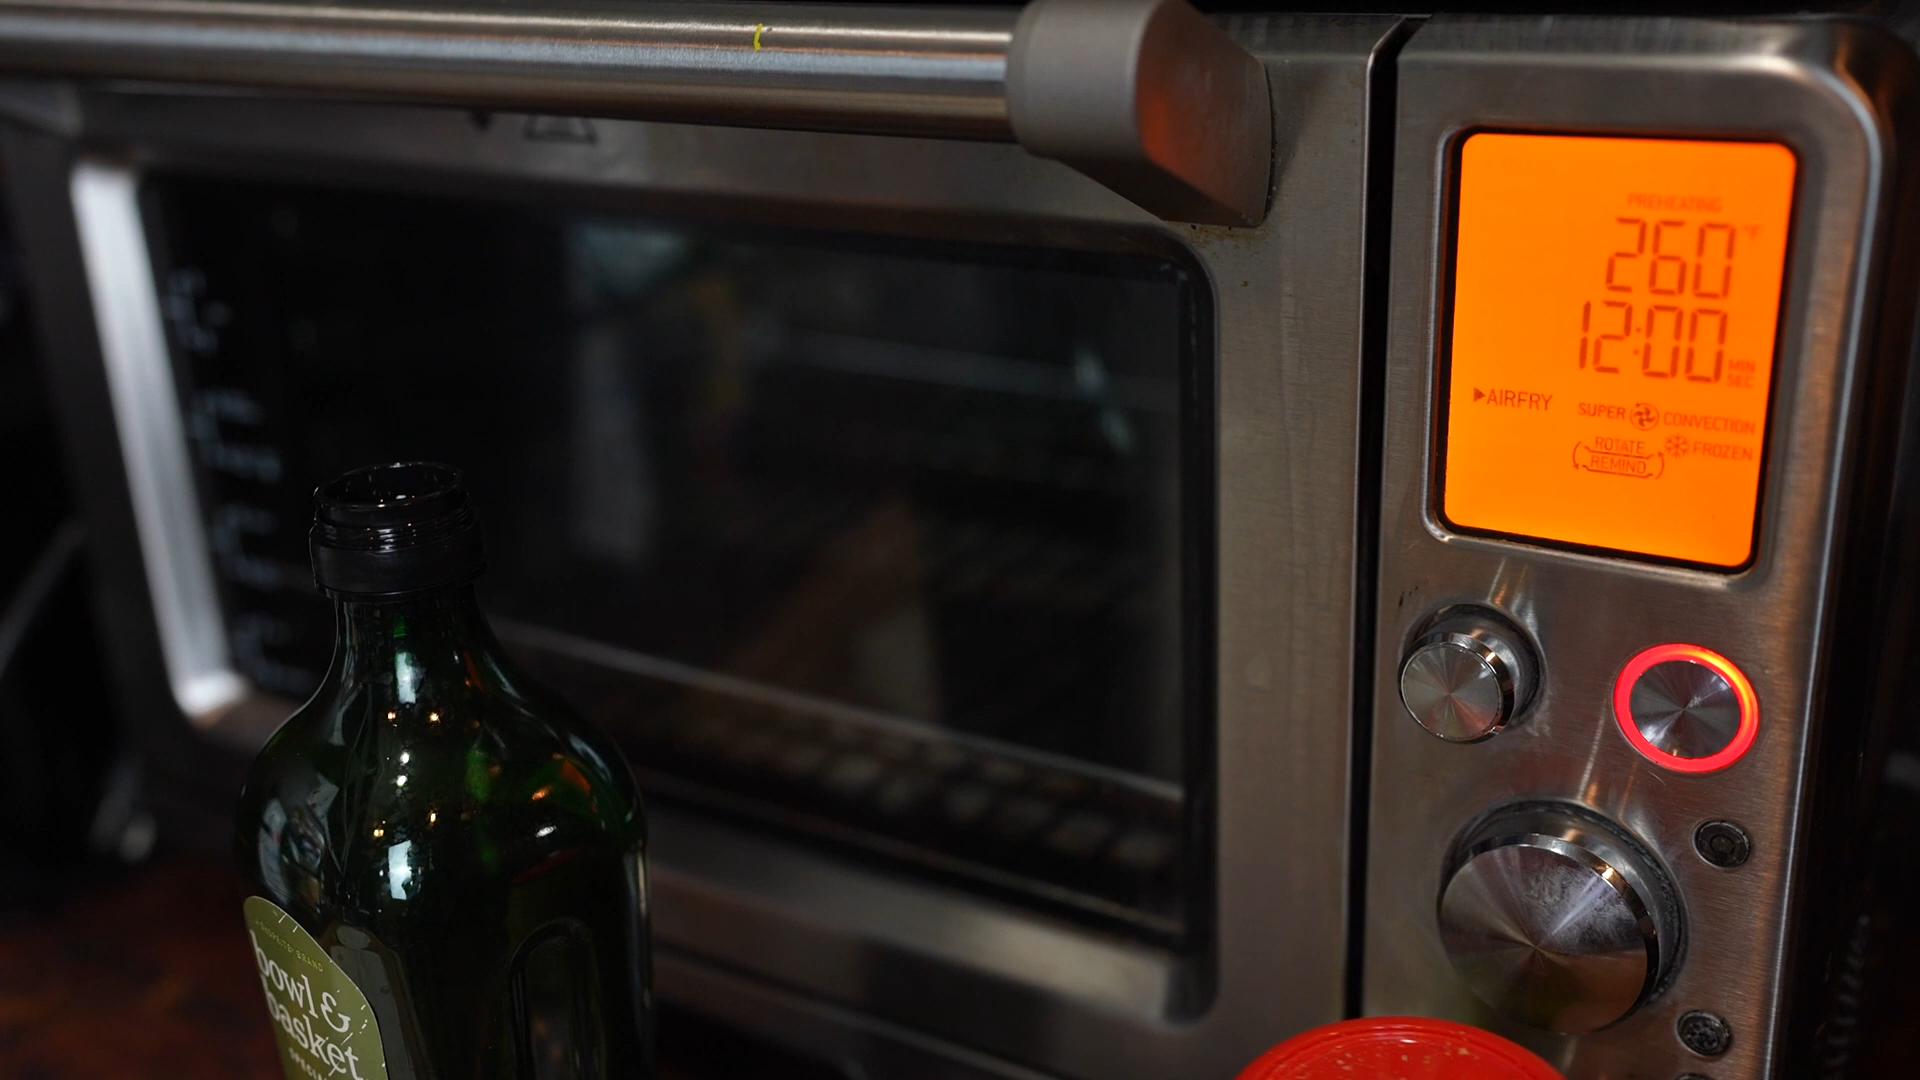 PREHEATING
260°F
12:00 MIN SEC
▶AIRFRY
SUPER CONVECTION
ROTATE REMIND
FROZEN
bowl &
basket